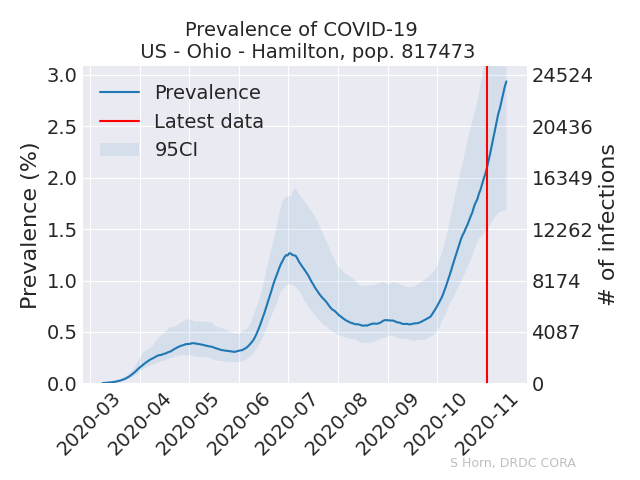 Prevalence of COVID-19
US - Ohio - Hamilton, pop. 817473
Prevalence
Latest data
95CI
3.0
2.5
2.0
1.5
1.0
0.5
0.0
Prevalence (%)
24524
20436
16349
12262
8174
4087
0
# of infections
2020-03
2020-04
2020-05
2020-06
2020-07
2020-08
2020-09
2020-10
2020-11
S Horn, DRDC CORA